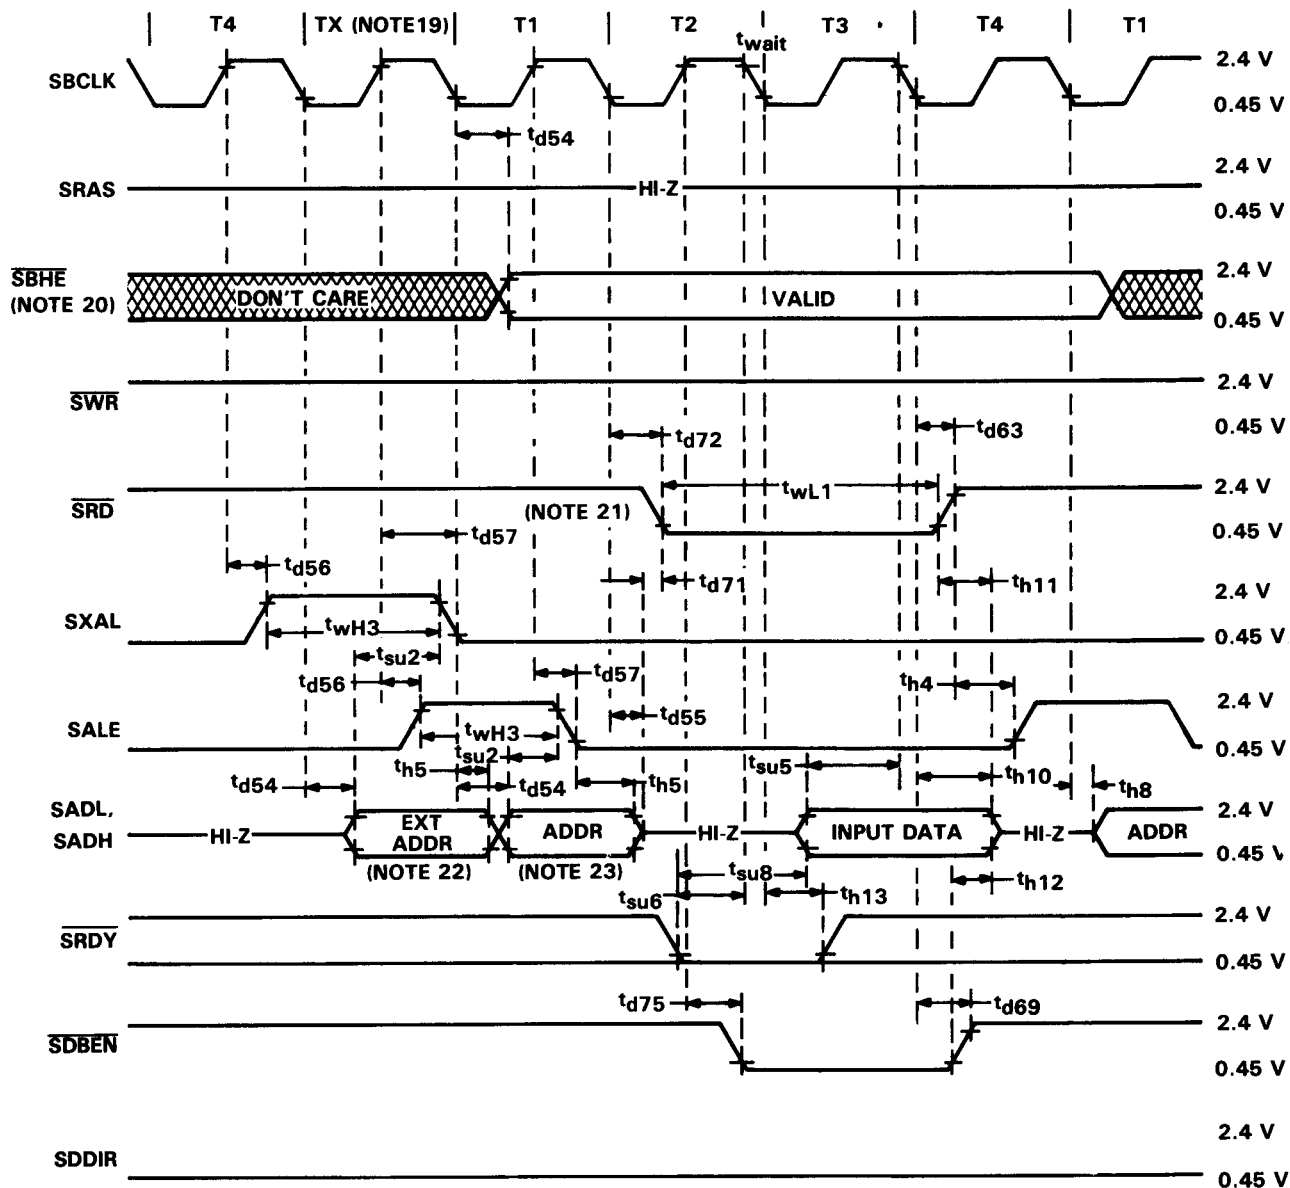 T4 TX (NOTE19) T1 T2 T3 T4 T1
twait
SBCLK 2.4 V
0.45 V
td54
SRAS HI-Z 2.4 V
0.45 V
SBHE 2.4 V
(NOTE 20) DON'T CARE VALID
0.45 V
SWR 2.4 V
0.45 V
td72 td63
twL1
SRD (NOTE 21) 2.4 V
0.45 V
td57
td56 td71 th11
SXAL 2.4 V
twH3 0.45 V
tsu2
td56 td57 th4
SALE td55 2.4 V
twH3 0.45 V
tsu2
th5 tsu5
td54 td54 th5 th10 th8
SADL, 2.4 V
SADH HI-Z EXT ADDR ADDR HI-Z INPUT DATA HI-Z ADDR
0.45 V
(NOTE 22) (NOTE 23)
tsu8 th12
tsu6 th13
SRDY 2.4 V
0.45 V
td75 td69
SDBEN 2.4 V
0.45 V
SDDIR 2.4 V
0.45 V